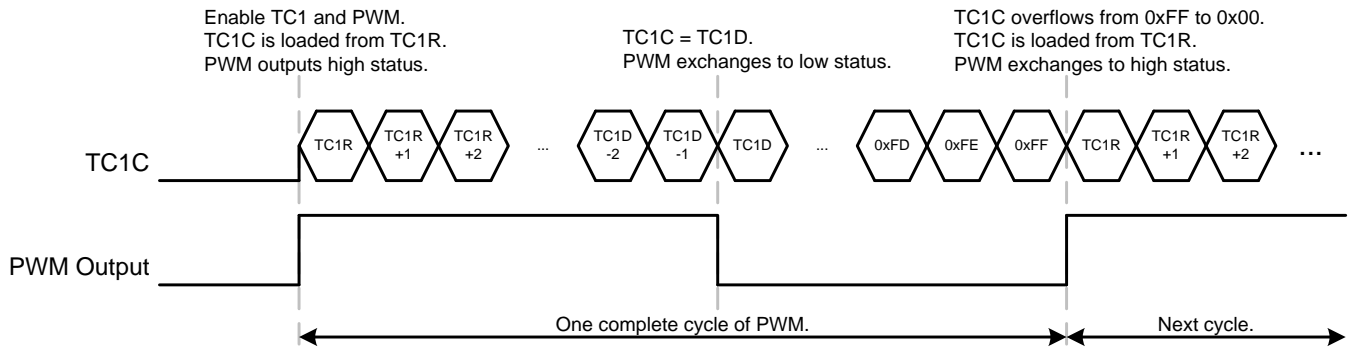 Enable TC1 and PWM.
TC1C is loaded from TC1R.
PWM outputs high status.
TC1C = TC1D.
PWM exchanges to low status.
TC1C overflows from 0xFF to 0x00.
TC1C is loaded from TC1R.
PWM exchanges to high status.
TC1C
TC1R
TC1R
+1
TC1R
+2
...
TC1D
-2
TC1D
-1
TC1D
...
0xFD
0xFE
0xFF
TC1R
TC1R
+1
TC1R
+2
...
PWM Output
One complete cycle of PWM.
Next cycle.